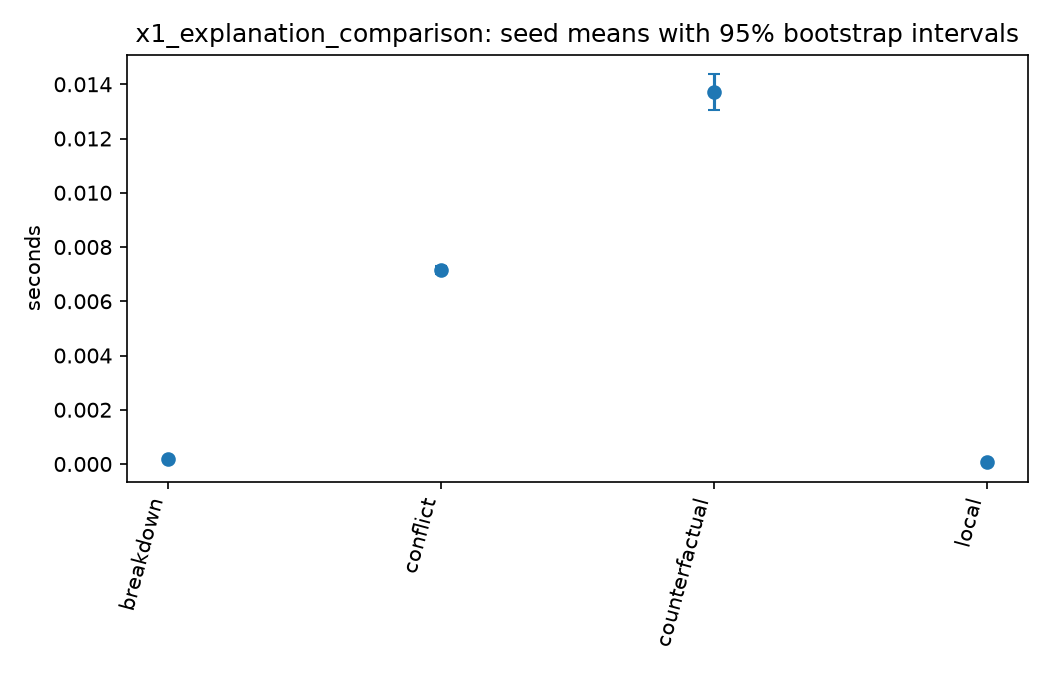 x1_explanation_comparison: seed means with 95% bootstrap intervals
seconds
0.014
0.012
0.010
0.008
0.006
0.004
0.002
0.000
breakdown
conflict
counterfactual
local